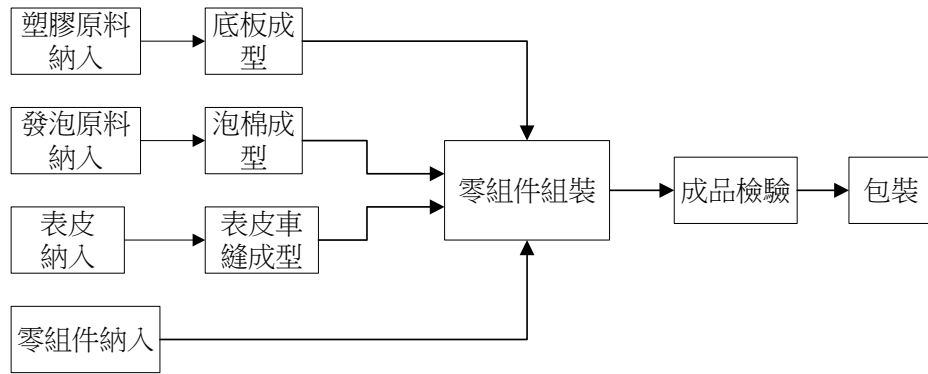 塑膠原料
納入
底板成
型
發泡原料
納入
泡棉成
型
表皮
納入
表皮車
縫成型
零組件納入
零組件組裝
成品檢驗
包裝